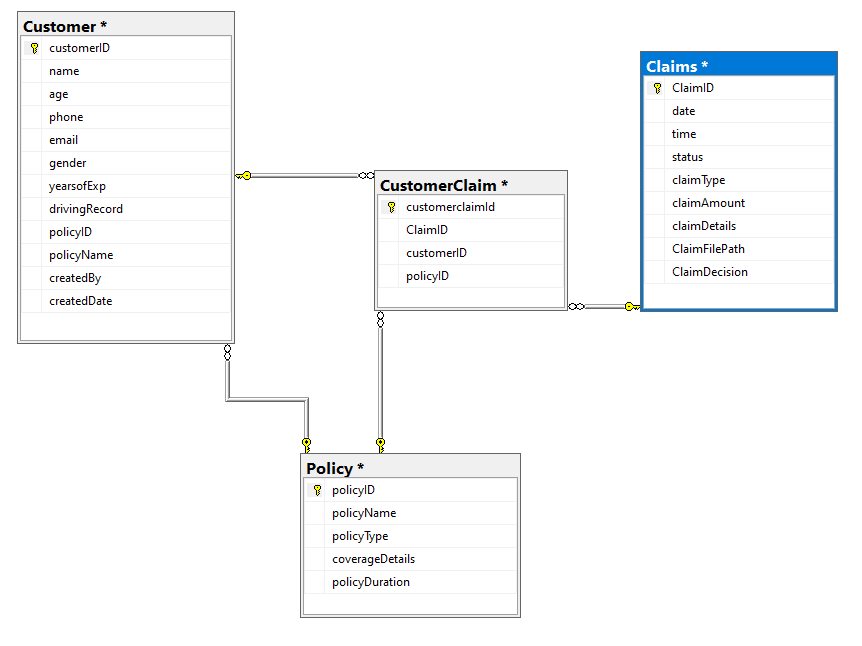 Customer *
customerID
name
age
phone
email
gender
yearsofExp
drivingRecord
policyID
policyName
createdBy
createdDate
CustomerClaim *
customerclaimId
ClaimID
customerID
policyID
Claims *
ClaimID
date
time
status
claimType
claimAmount
claimDetails
ClaimFilePath
ClaimDecision
Policy *
policyID
policyName
policyType
coverageDetails
policyDuration